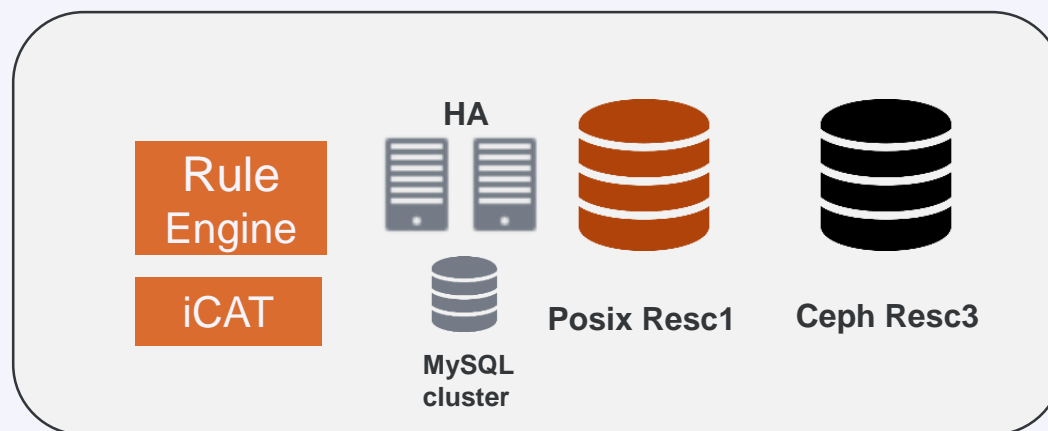 Rule
Engine
iCAT
HA
MySQL
cluster
Posix Resc1
Ceph Resc3